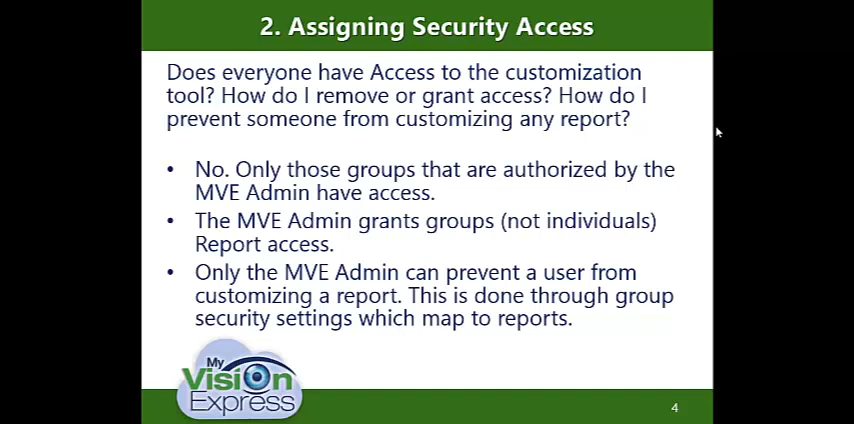 2. Assigning Security Access
Does everyone have Access to the customization
tool? How do I remove or grant access? How do I
prevent someone from customizing any report?
• No. Only those groups that are authorized by the
MVE Admin have access.
• The MVE Admin grants groups (not individuals)
Report access.
• Only the MVE Admin can prevent a user from
customizing a report. This is done through group
security settings which map to reports.
My
Vision
Express
4